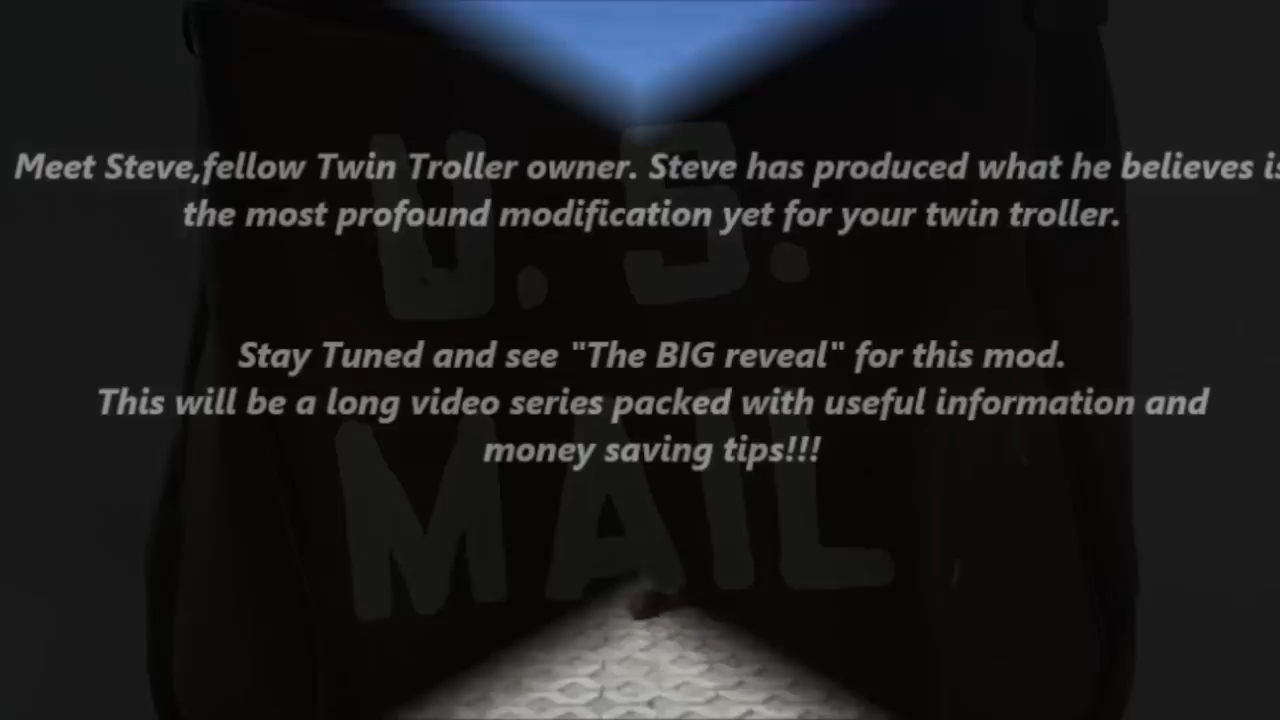 Meet Steve,fellow Twin Troller owner. Steve has produced what he believes is
the most profound modification yet for your twin troller.
U. S.
Stay Tuned and see "The BIG reveal" for this mod.
This will be a long video series packed with useful information and
money saving tips!!!
MAIL